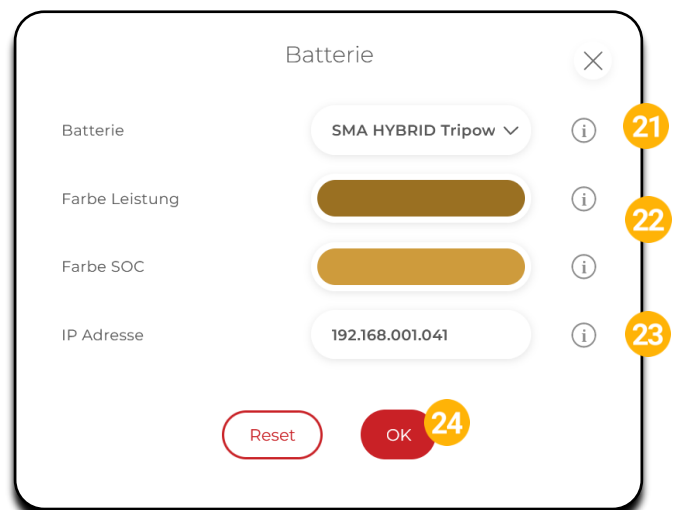 Batterie
Batterie SMA HYBRID Tripow 21
Farbe Leistung
22
Farbe SOC
IP Adresse 192.168.001.041 23
Reset OK 24